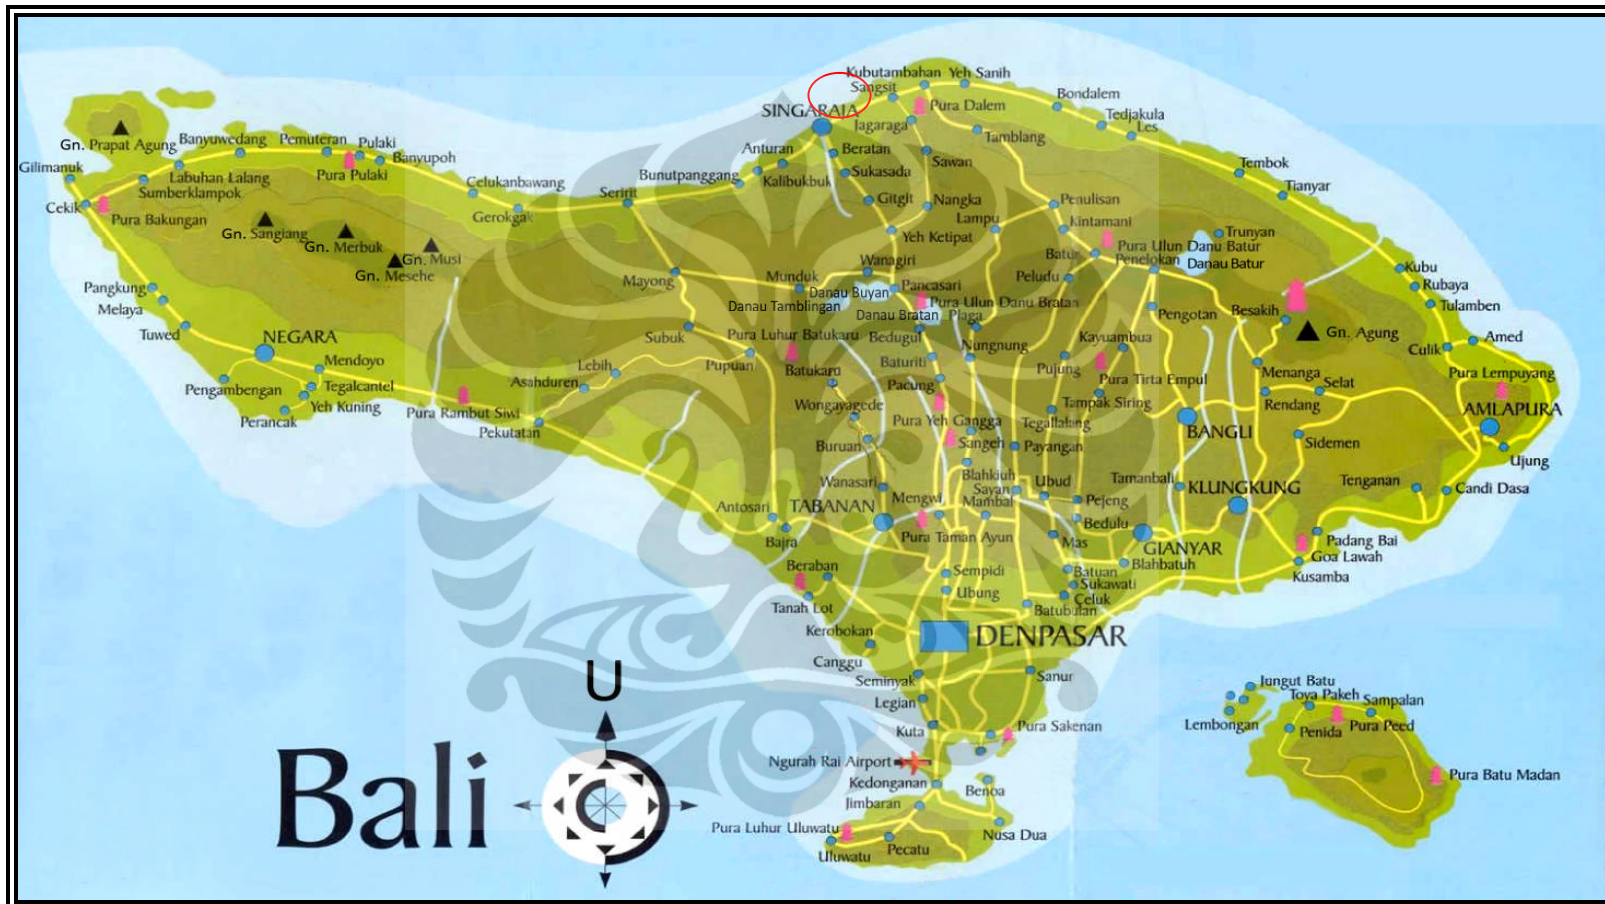 Kubutambahan
Yeh Sanih
Sangsit
Bondalem
SINGARAJA
Pura Dalem
Tedjakula
Jagaraga
Les
Tamblang
Gn. Prapat Agung
Banyuwedang
Pemuteran
Pulaki
Banyupoh
Anturan
Beratan
Sawan
Tembok
Gilimanuk
Labuhan Lalang
Pura Pulaki
Celukanbawang
Bunutpanggang
Kalibukbuk
Sukasada
Tianyar
Sumberklampok
Seririt
Gitgit
Nangka
Penulisan
Cekik
Pura Bakungan
Gerokgak
Lampu
Kintamani
Gn. Sangiang
Gn. Merbuk
Gn. Musi
Yeh Ketipat
Trunyan
Pura Ulun Danu Batur
Gn. Mesehe
Wanagiri
Batur
Penelokan
Danau Batur
Mayong
Munduk
Pancasari
Peludu
Kubu
Pangkung
Danau Buyan
Rubaya
Melaya
Danau Tamblingan
Pura Ulun Danu Bratan
Tulamben
Danau Bratan
Plaga
Pengotan
Besakih
Tuwed
NEGARA
Subuk
Pura Luhur Batukaru
Bedugul
Kayuambua
Gn. Agung
Amed
Nungnung
Culik
Mendoyo
Lebih
Pupuan
Batukaru
Baturiti
Pujung
Menanga
Pura Lempuyang
Pengambengan
Tegalcantel
Asahduren
Pacung
Pura Tirta Empul
Selat
Yeh Kuning
Pura Rambut Siwi
Wongayagede
Tampak Siring
Rendang
AMLAPURA
Perancak
Pekutatan
Pura Yeh Gangga
Tegallalang
BANGLI
Buruan
Sangeh
Payangan
Sidemen
Ujung
Wanasari
Blahkiuh
Tamanbali
KLUNGKUNG
Tenganan
Candi Dasa
Sayan
Ubud
Antosari
TABANAN
Mengwi
Mambal
Pejeng
Bedulu
Bajra
Pura Taman Ayun
Mas
GIANYAR
Padang Bai
Goa Lawah
Beraban
Sempidi
Batuan
Blahbatuh
Kusamba
Ubung
Sukawati
Tanah Lot
Celuk
Batubulan
Kerobokan
DENPASAR
Canggu
Seminyak
Sanur
Jungut Batu
Legian
Toya Pakeh
Sampalan
Lembongan
Kuta
Pura Sakenan
Penida
Pura Peed
U
Ngurah Rai Airport
Kedonganan
Benoa
Pura Batu Madan
Jimbaran
Bali
Pura Luhur Uluwatu
Nusa Dua
Uluwatu
Pecatu